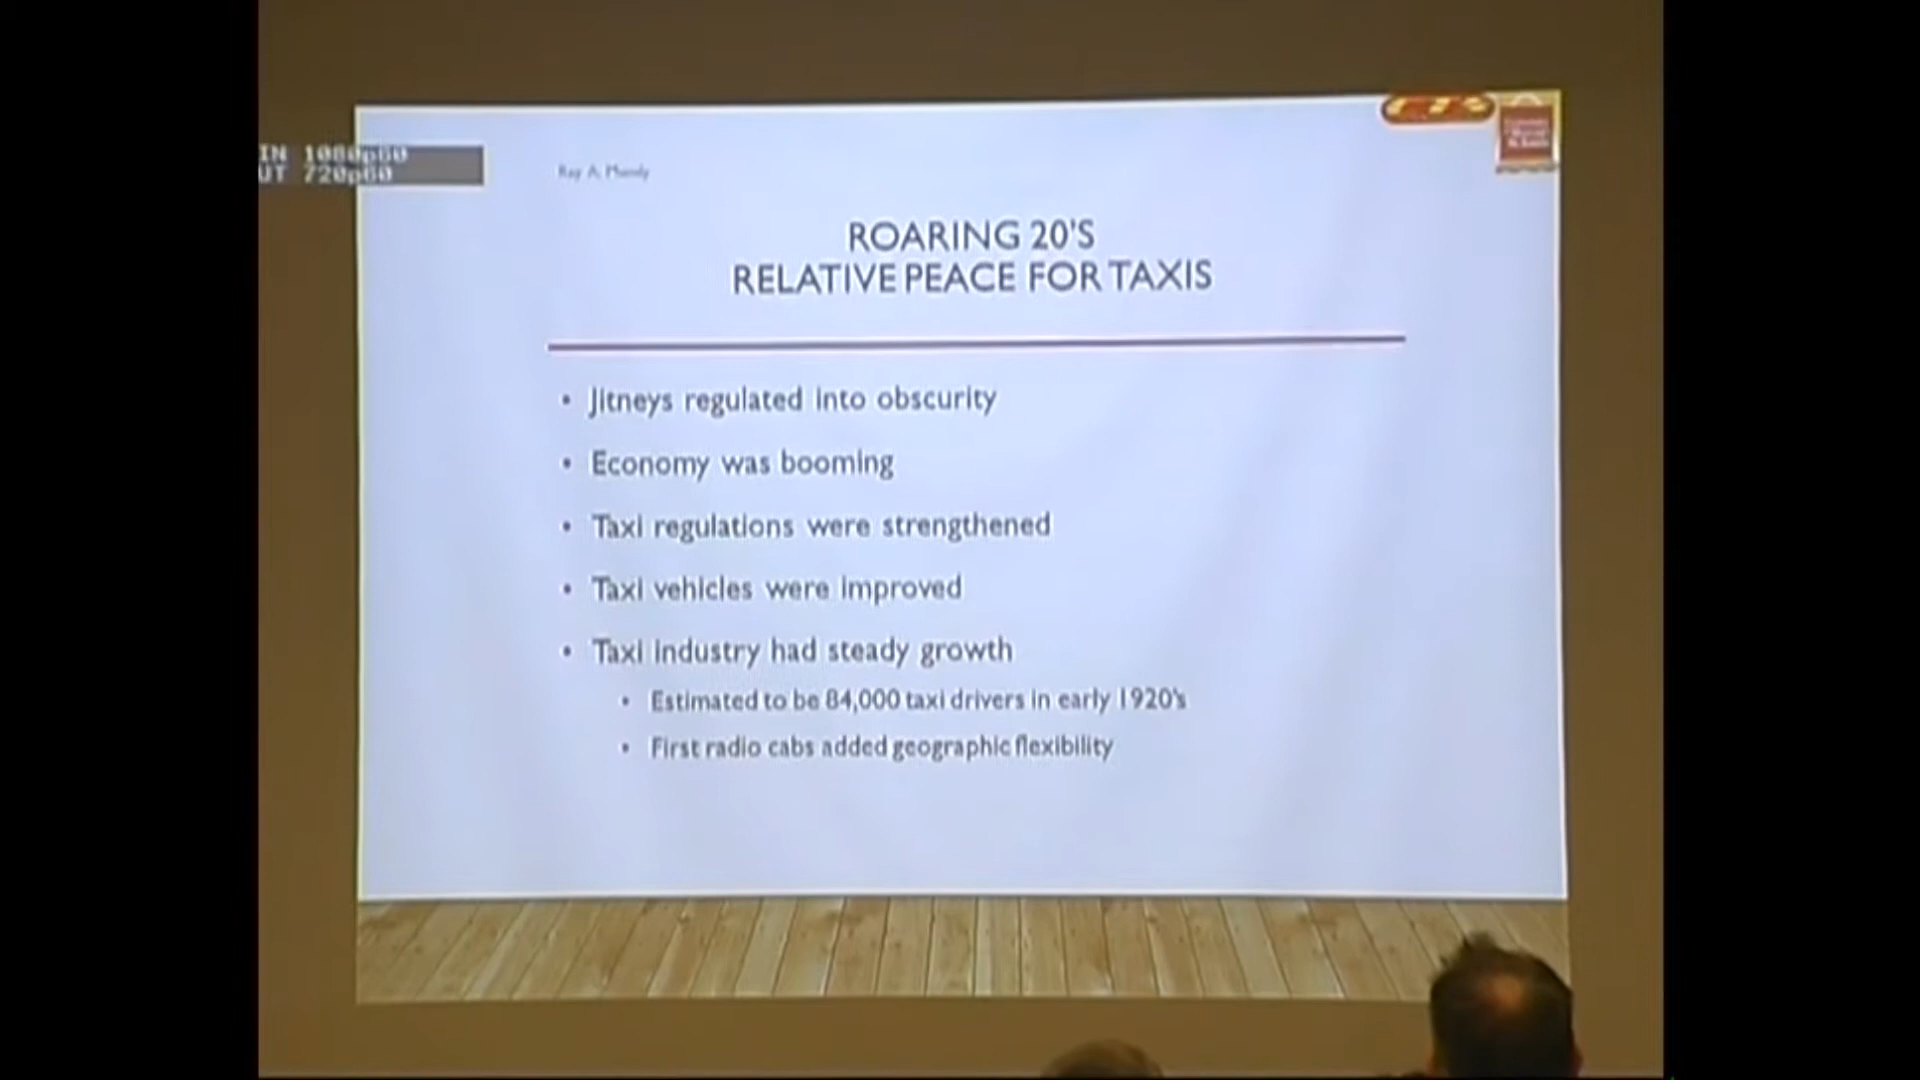 IN 1080p60
UT 720p60
Ray A. Mundy
ROARING 20'S
RELATIVE PEACE FOR TAXIS
• Jitneys regulated into obscurity
• Economy was booming
• Taxi regulations were strengthened
• Taxi vehicles were improved
• Taxi industry had steady growth
• Estimated to be 84,000 taxi drivers in early 1920's
• First radio cabs added geographic flexibility